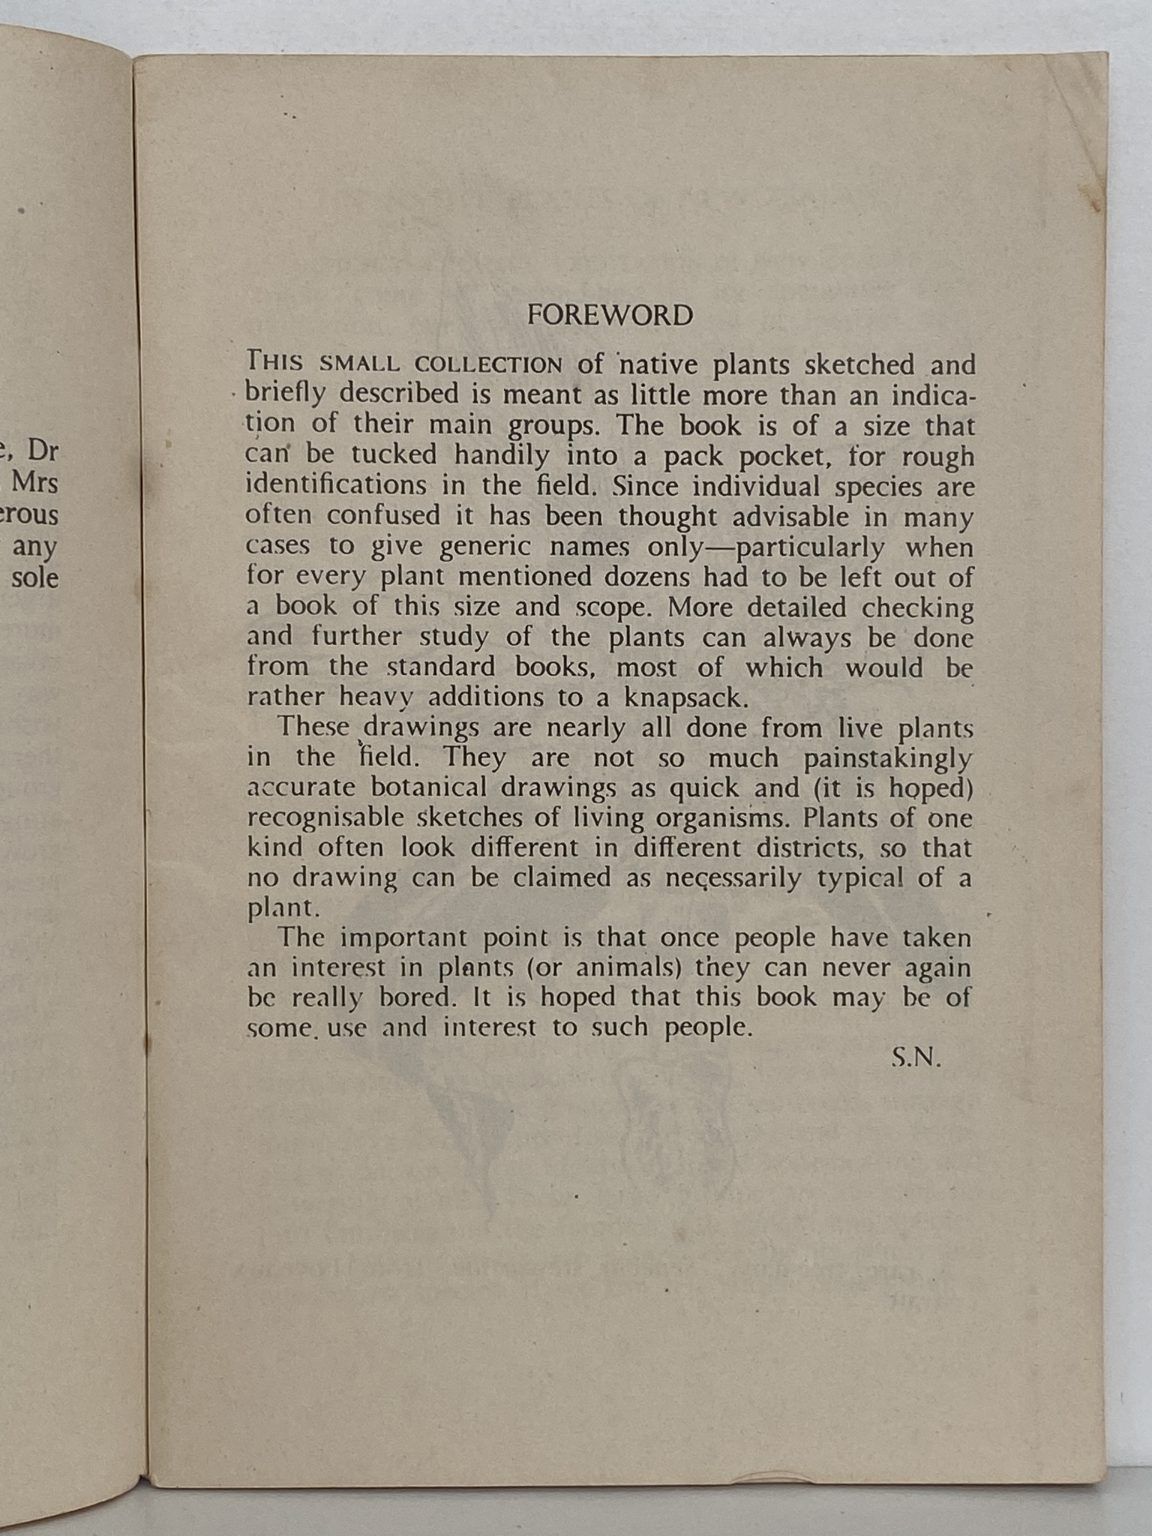 e, Dr
Mrs
erous
any
sole
FOREWORD
THIS SMALL COLLECTION of native plants sketched and
briefly described is meant as little more than an indica-
tion of their main groups. The book is of a size that
can be tucked handily into a pack pocket, for rough
identifications in the field. Since individual species are
often confused it has been thought advisable in many
cases to give generic names only—particularly when
for every plant mentioned dozens had to be left out of
a book of this size and scope. More detailed checking
and further study of the plants can always be done
from the standard books, most of which would be
rather heavy additions to a knapsack.
These drawings are nearly all done from live plants
in the field. They are not so much painstakingly
accurate botanical drawings as quick and (it is hoped)
recognisable sketches of living organisms. Plants of one
kind often look different in different districts, so that
no drawing can be claimed as necessarily typical of a
plant.
The important point is that once people have taken
an interest in plants (or animals) they can never again
be really bored. It is hoped that this book may be of
some use and interest to such people.
S.N.